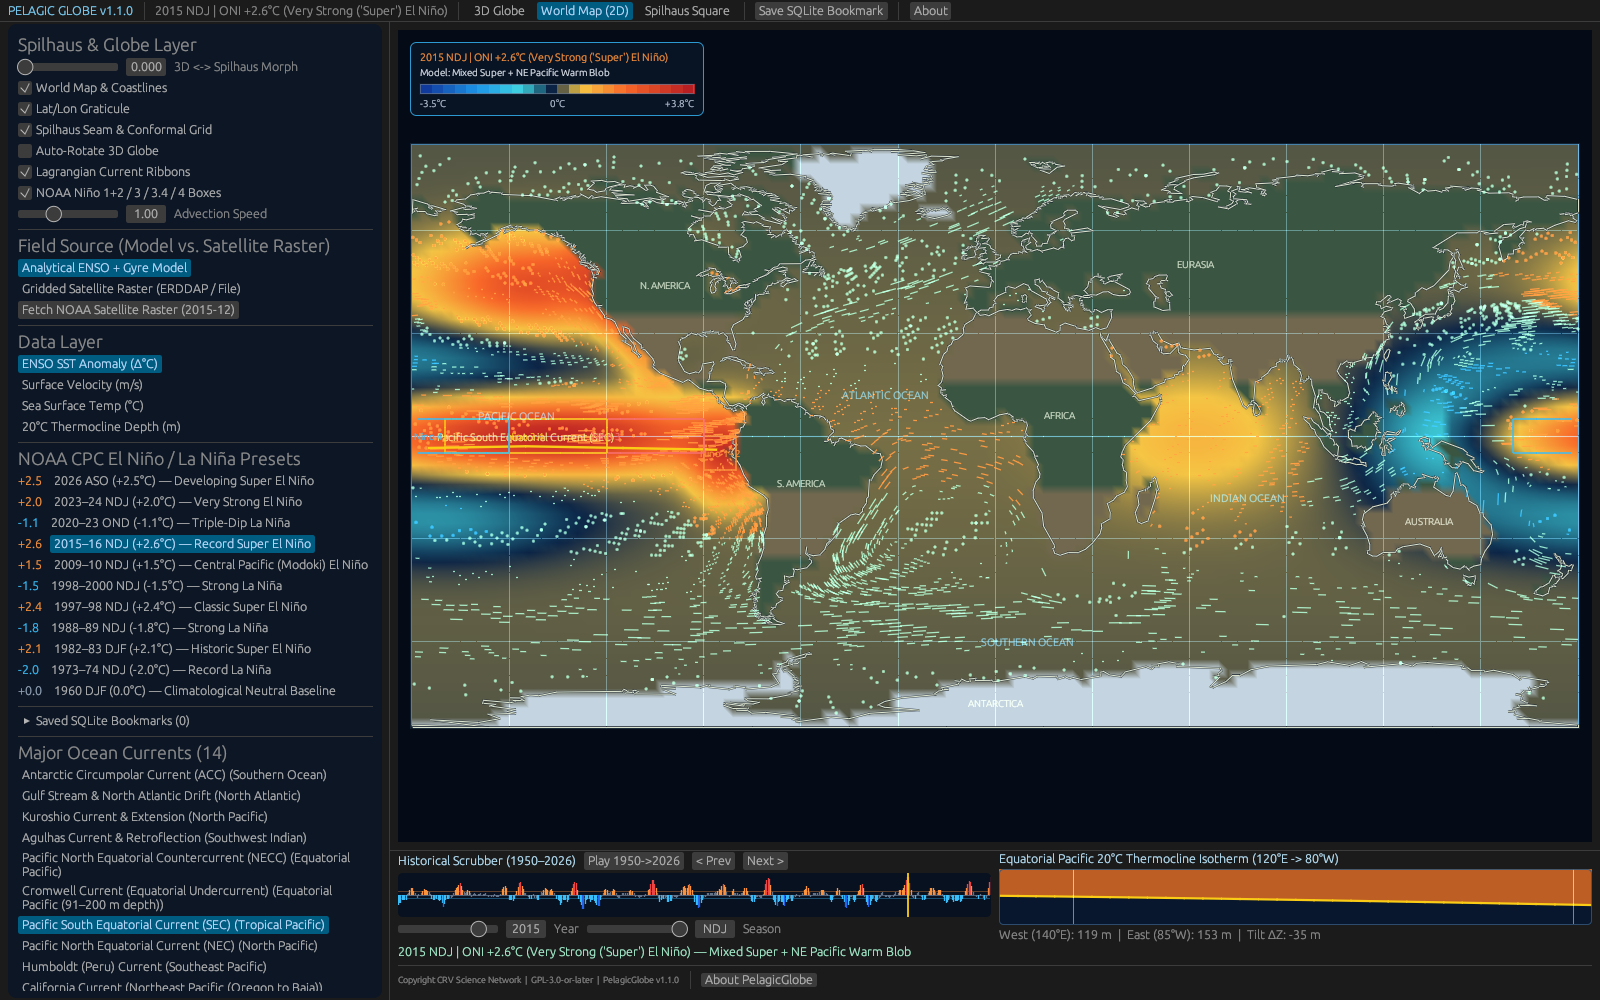 PELAGIC GLOBE v1.1.0
2015 NDJ | ONI +2.6°C (Very Strong ('Super') El Niño)
3D Globe
World Map (2D)
Spilhaus Square
Save SQLite Bookmark
About
Spilhaus & Globe Layer
0.000 3D <-> Spilhaus Morph
World Map & Coastlines
Lat/Lon Graticule
Spilhaus Seam & Conformal Grid
Auto-Rotate 3D Globe
Lagrangian Current Ribbons
NOAA Niño 1+2 / 3 / 3.4 / 4 Boxes
1.00 Advection Speed
Field Source (Model vs. Satellite Raster)
Analytical ENSO + Gyre Model
Gridded Satellite Raster (ERDDAP / File)
Fetch NOAA Satellite Raster (2015-12)
Data Layer
ENSO SST Anomaly (Δ°C)
Surface Velocity (m/s)
Sea Surface Temp (°C)
20°C Thermocline Depth (m)
NOAA CPC El Niño / La Niña Presets
+2.5 2026 ASO (+2.5°C) — Developing Super El Niño
+2.0 2023–24 NDJ (+2.0°C) — Very Strong El Niño
-1.1 2020–23 OND (-1.1°C) — Triple-Dip La Niña
+2.6 2015–16 NDJ (+2.6°C) — Record Super El Niño
+1.5 2009–10 NDJ (+1.5°C) — Central Pacific (Modoki) El Niño
-1.5 1998–2000 NDJ (-1.5°C) — Strong La Niña
+2.4 1997–98 NDJ (+2.4°C) — Classic Super El Niño
-1.8 1988–89 NDJ (-1.8°C) — Strong La Niña
+2.1 1982–83 DJF (+2.1°C) — Historic Super El Niño
-2.0 1973–74 NDJ (-2.0°C) — Record La Niña
+0.0 1960 DJF (0.0°C) — Climatological Neutral Baseline
Saved SQLite Bookmarks (0)
Major Ocean Currents (14)
Antarctic Circumpolar Current (ACC) (Southern Ocean)
Gulf Stream & North Atlantic Drift (North Atlantic)
Kuroshio Current & Extension (North Pacific)
Agulhas Current & Retroflection (Southwest Indian)
Pacific North Equatorial Countercurrent (NECC) (Equatorial
Pacific)
Cromwell Current (Equatorial Undercurrent) (Equatorial
Pacific (91–200 m depth))
Pacific South Equatorial Current (SEC) (Tropical Pacific)
Pacific North Equatorial Current (NEC) (North Pacific)
Humboldt (Peru) Current (Southeast Pacific)
California Current (Northeast Pacific (Oregon to Baja))
2015 NDJ | ONI +2.6°C (Very Strong ('Super') El Niño)
Model: Mixed Super + NE Pacific Warm Blob
-3.5°C 0°C +3.8°C
N. AMERICA
EURASIA
ATLANTIC OCEAN
PACIFIC OCEAN
AFRICA
Pacific South Equatorial Current (SEC)
S. AMERICA
INDIAN OCEAN
AUSTRALIA
SOUTHERN OCEAN
ANTARCTICA
Historical Scrubber (1950–2026)
Play 1950->2026
< Prev
Next >
2015 Year
NDJ Season
2015 NDJ | ONI +2.6°C (Very Strong ('Super') El Niño) — Mixed Super + NE Pacific Warm Blob
Equatorial Pacific 20°C Thermocline Isotherm (120°E -> 80°W)
West (140°E): 119 m | East (85°W): 153 m | Tilt ΔZ: -35 m
Copyright CRV Science Network | GPL-3.0-or-later | PelagicGlobe v1.1.0
About PelagicGlobe